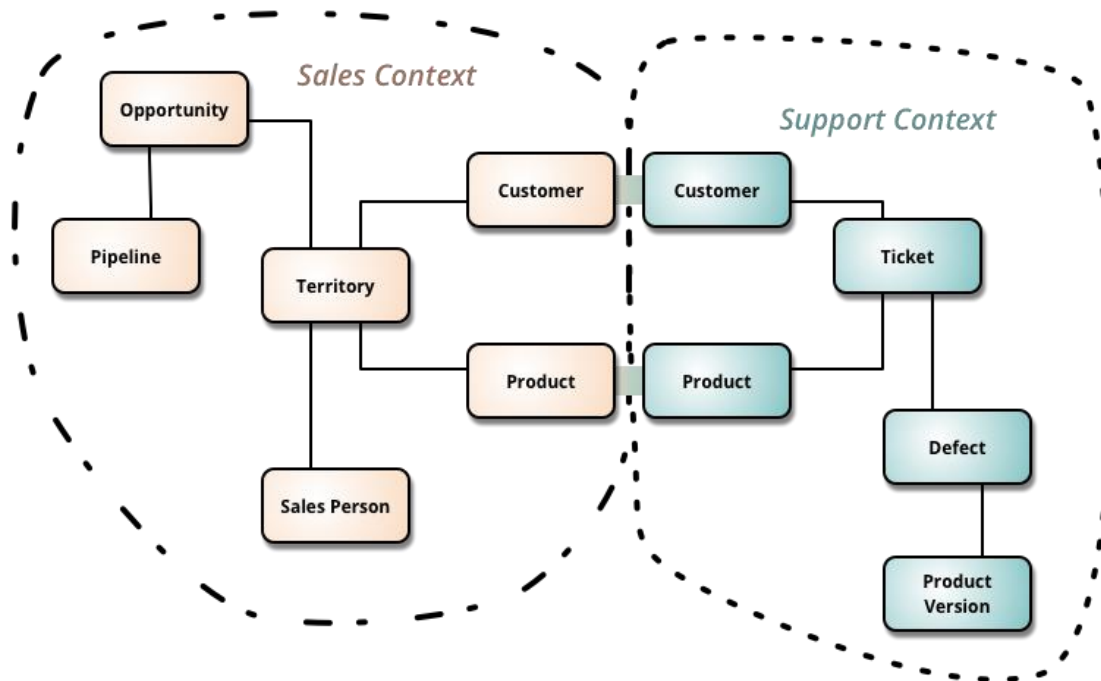 Sales Context
Opportunity
Pipeline
Territory
Customer
Product
Sales Person
Support Context
Customer
Ticket
Product
Defect
Product
Version